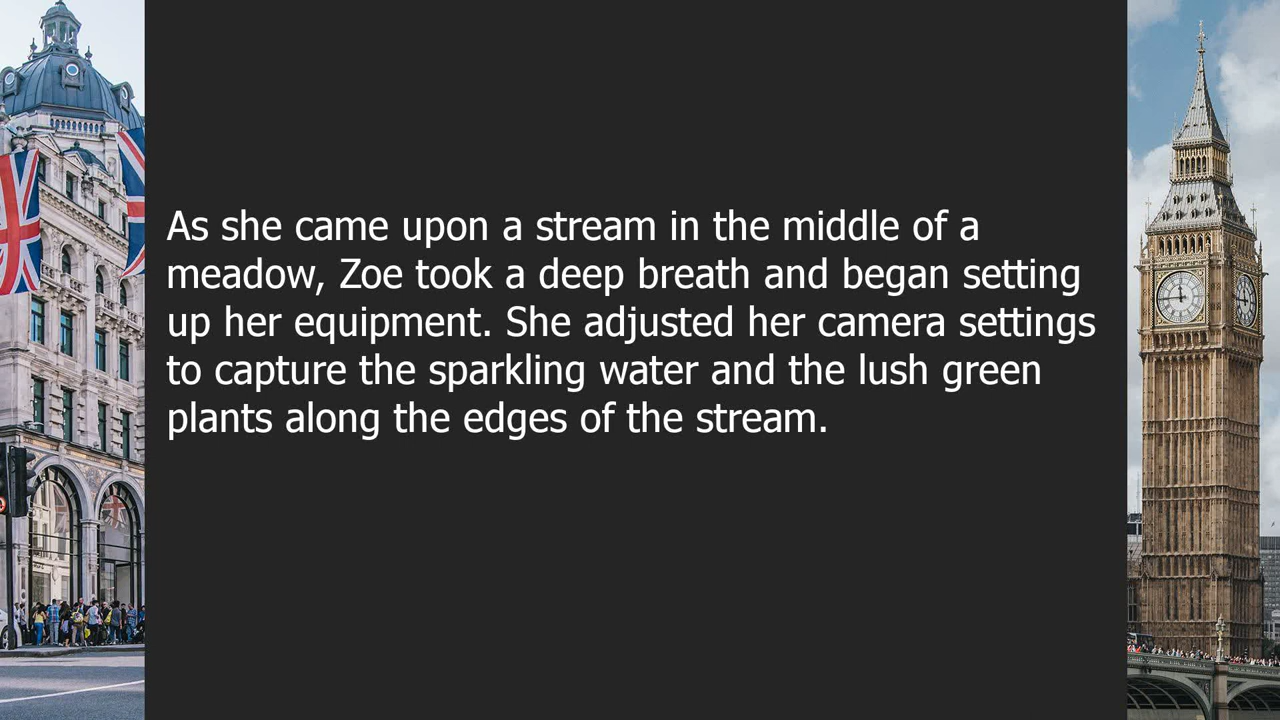 As she came upon a stream in the middle of a
meadow, Zoe took a deep breath and began setting
up her equipment. She adjusted her camera settings
to capture the sparkling water and the lush green
plants along the edges of the stream.